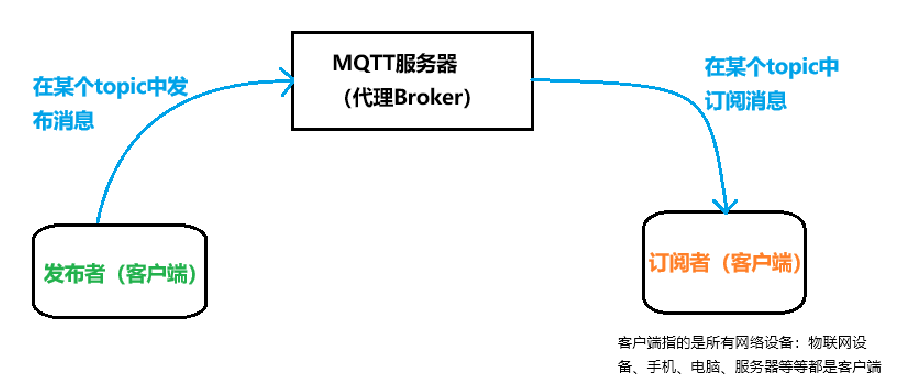 MQTT服务器
（代理Broker）
在某个topic中发
布消息
在某个topic中
订阅消息
发布者（客户端）
订阅者（客户端）
客户端指的是所有网络设备：物联网设
备、手机、电脑、服务器等等都是客户端